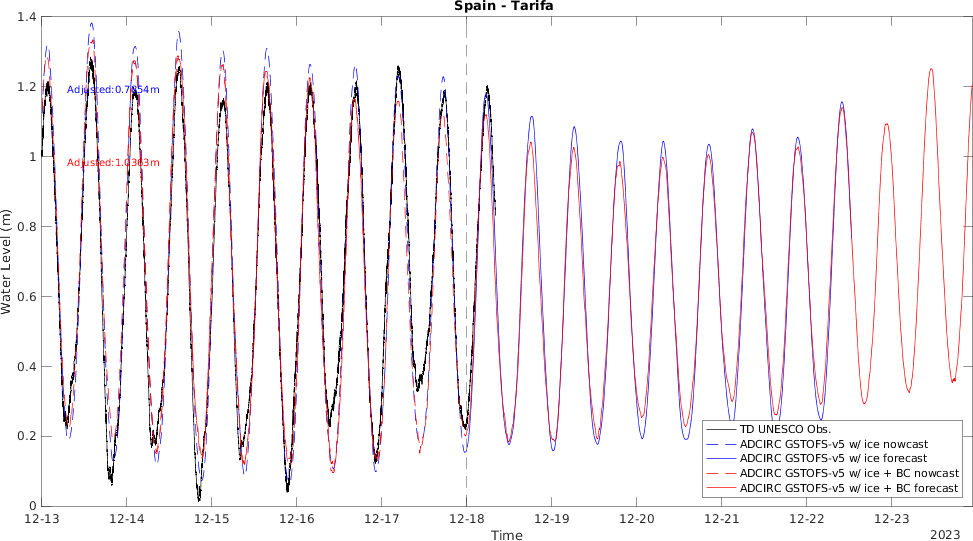 Spain - Tarifa
1.4
1.2
1
0.8
0.6
0.4
0.2
0
Water Level (m)
Adjusted:0.7854m
Adjusted:1.0363m
TD UNESCO Obs.
ADCIRC GSTOFS-v5 w/ ice nowcast
ADCIRC GSTOFS-v5 w/ ice forecast
ADCIRC GSTOFS-v5 w/ ice + BC nowcast
ADCIRC GSTOFS-v5 w/ ice + BC forecast
12-13 12-14 12-15 12-16 12-17 12-18 12-19 12-20 12-21 12-22 12-23
Time
2023